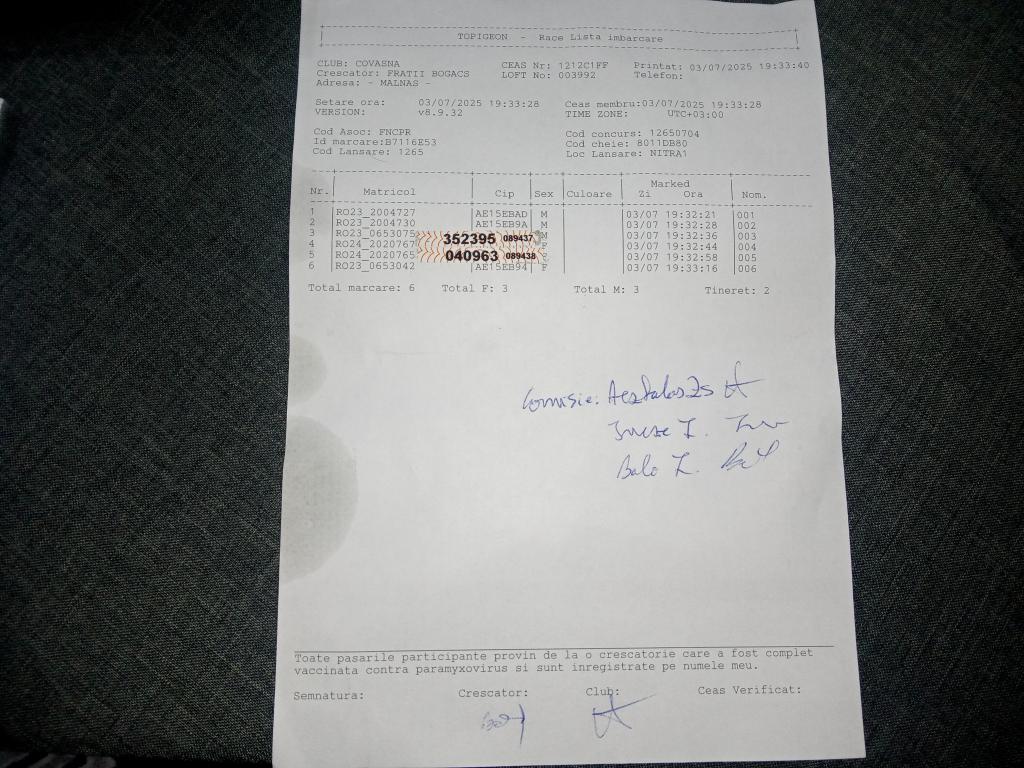 TOPIGEON - Race Lista imbarcare
CLUB: COVASNA CEAS Nr: 1212C1FF Printat: 03/07/2025 19:33:40
Crescator: FRATII BOGACS LOFT No: 003992 Telefon:
Adresa: - MALNAS -
Setare ora: 03/07/2025 19:33:28 Ceas membru:03/07/2025 19:33:28
VERSION: v8.9.32 TIME ZONE: UTC+03:00
Cod Asoc: FNCPR Cod concurs: 12650704
Id marcare:B7116E53 Cod cheie: 8011DB80
Cod Lansare: 1265 Loc Lansare: NITRA1
Marked
Nr. Matricol Cip Sex Culoare Zi Ora Nom.
1 RO23_2004727 AE15EBAD M 03/07 19:32:21 001
2 RO23_2004730 AE15EB9A M 03/07 19:32:28 002
3 RO23_0653075 352395 089437 M 03/07 19:32:36 003
4 RO24_2020767 F 03/07 19:32:44 004
5 RO24_2020765 040963 089438 03/07 19:32:58 005
6 RO23_0653042 AE15EB94 F 03/07 19:33:16 006
Total marcare: 6 Total F: 3 Total M: 3 Tineret: 2
Comisie:
Toate pasarile participante provin de la o crescatorie care a fost complet
vaccinata contra paramyxovirus si sunt inregistrate pe numele meu.
Semnatura: Crescator: Club: Ceas Verificat: